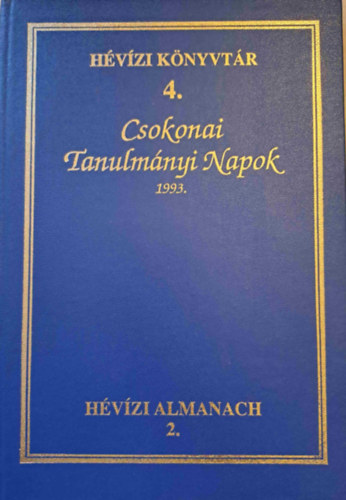 HÉVÍZI KÖNYVTÁR
4.
Csokonai
Tanulmányi Napok
1993.
HÉVÍZI ALMANACH
2.